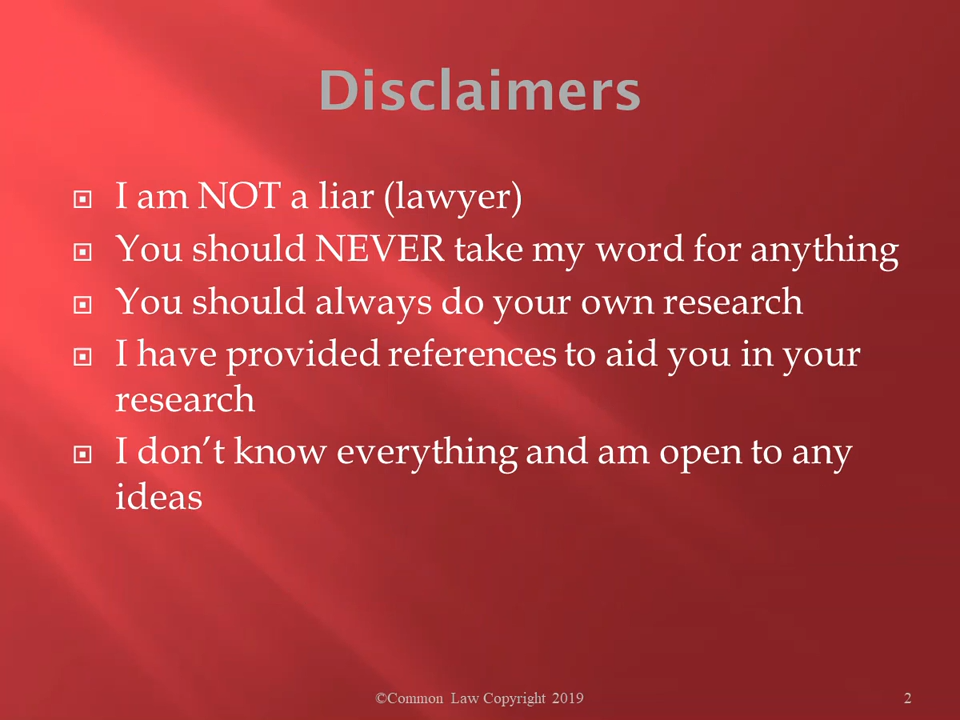 Disclaimers
I am NOT a liar (lawyer)
You should NEVER take my word for anything
You should always do your own research
I have provided references to aid you in your
research
I don’t know everything and am open to any
ideas
©Common Law Copyright 2019
2